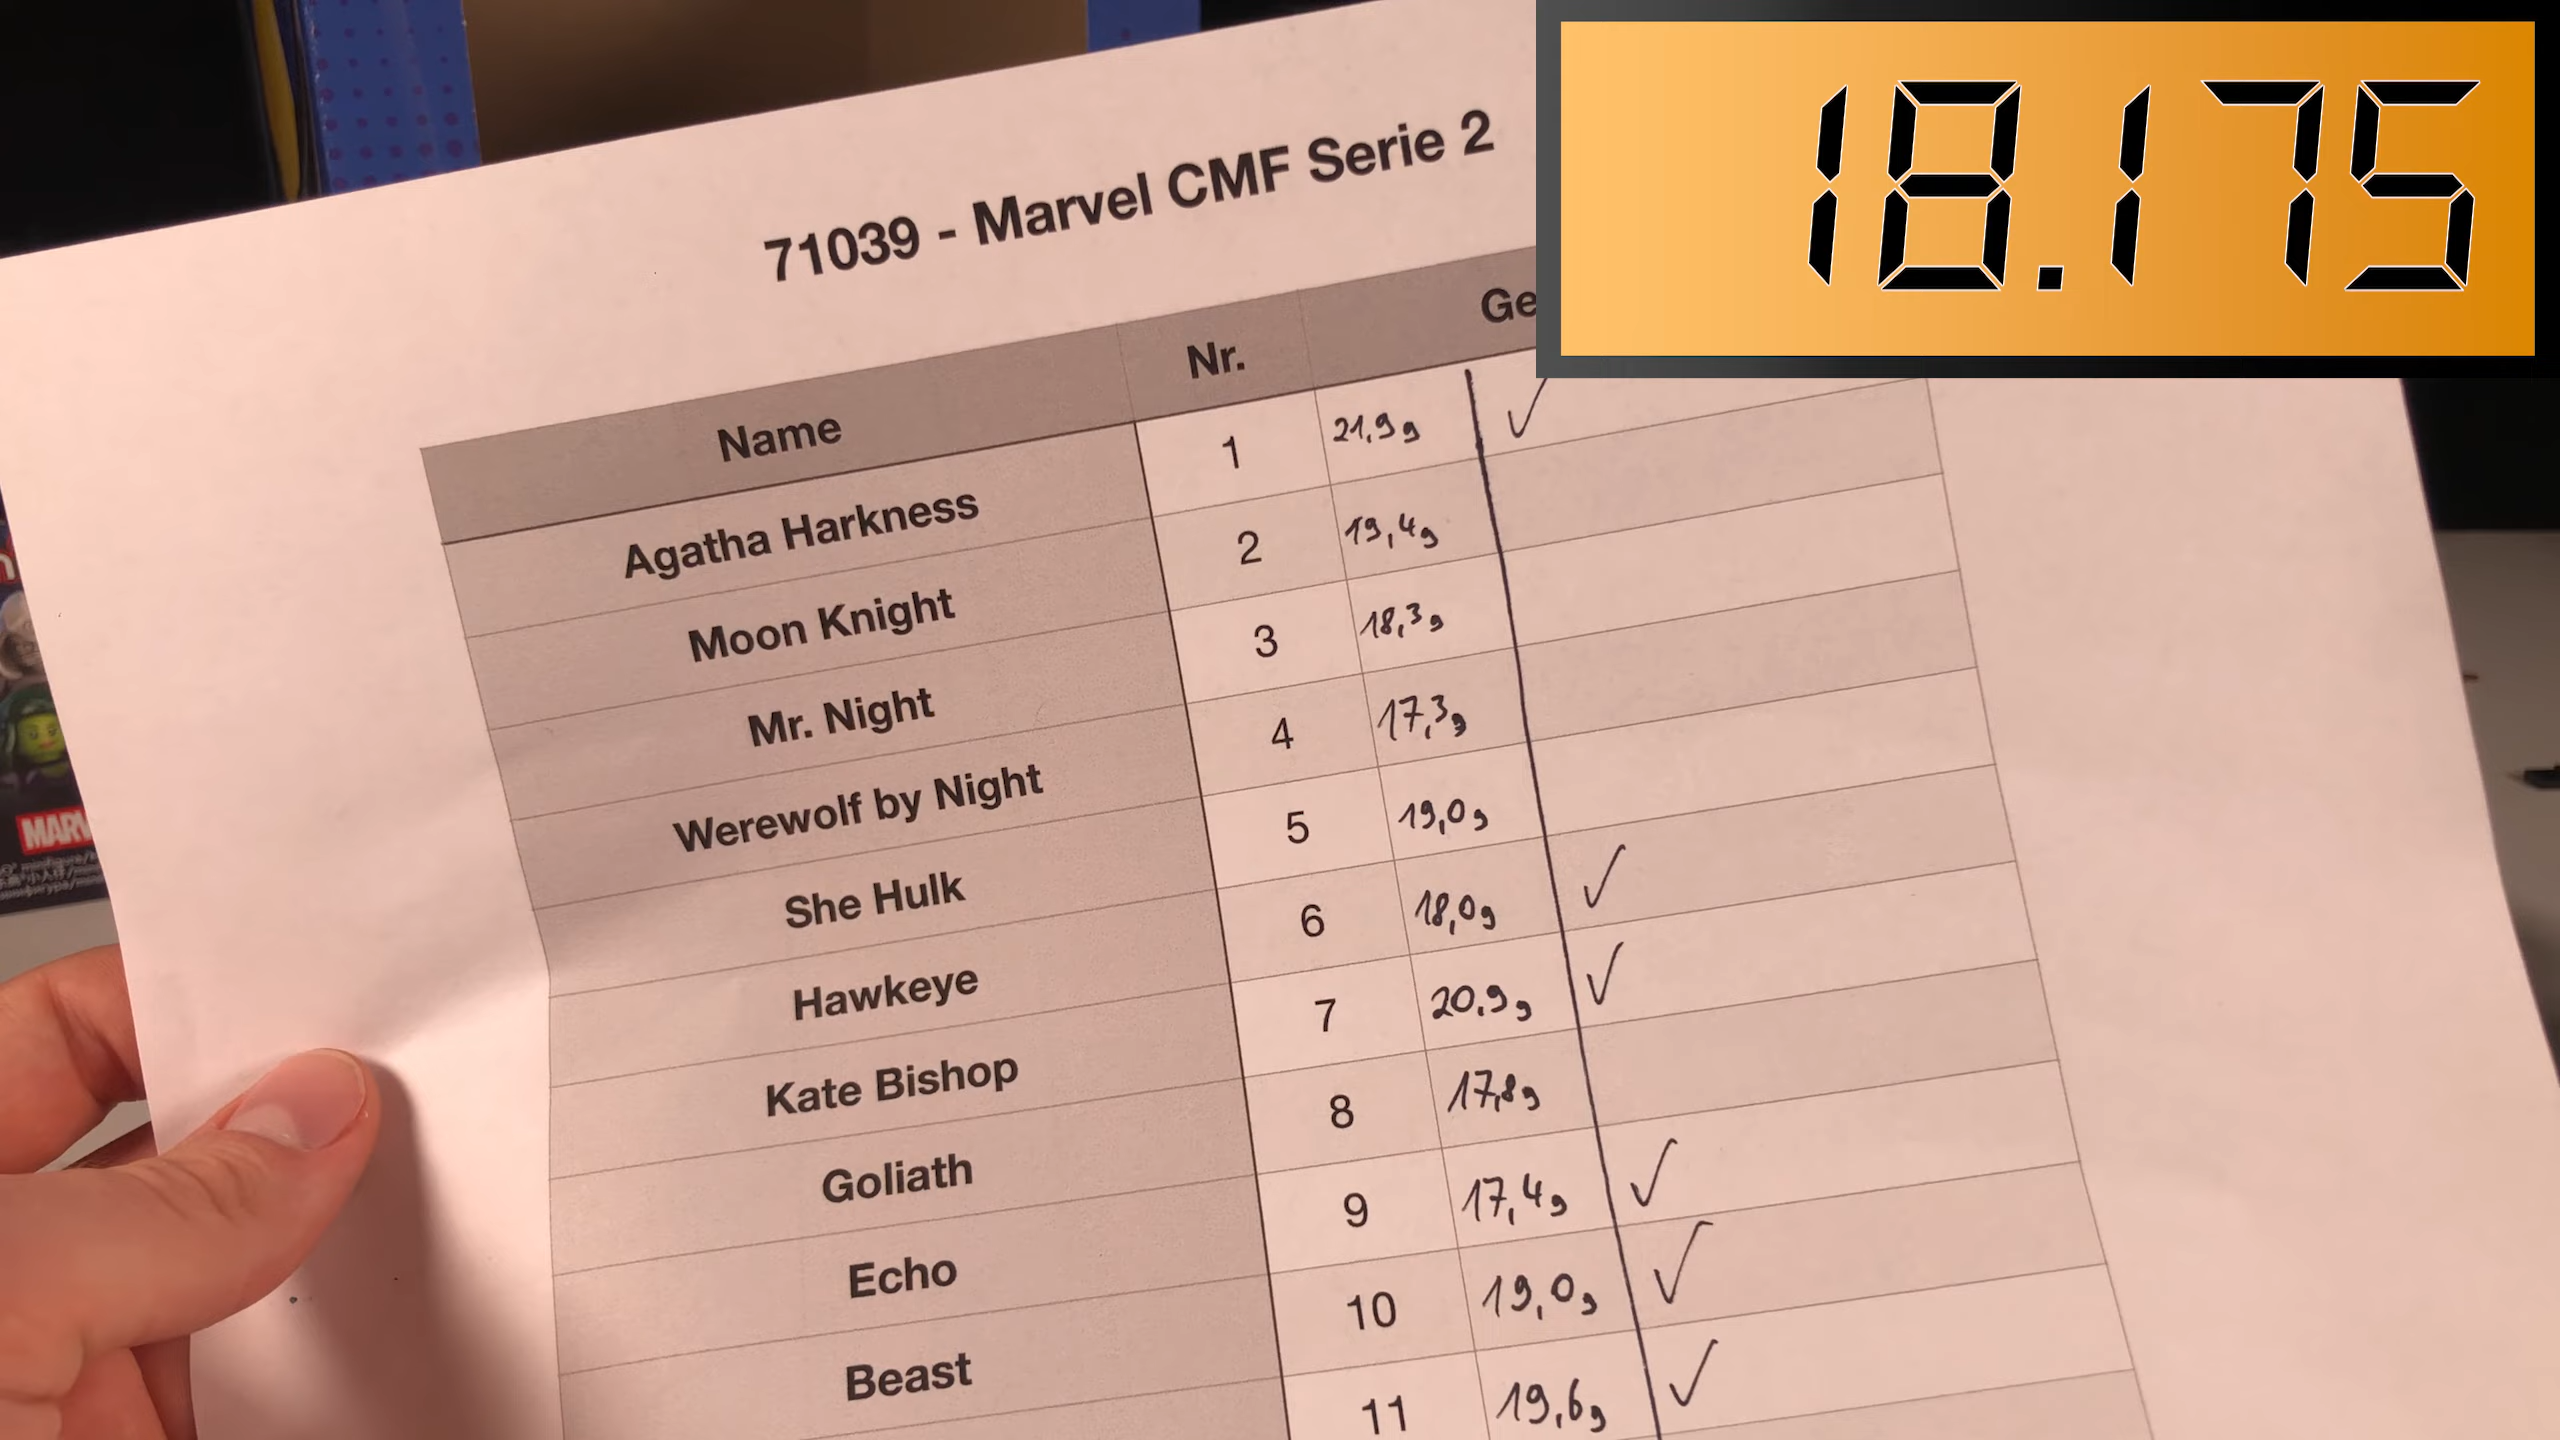 18.175
71039 - Marvel CMF Serie 2
Name Nr.
Agatha Harkness 1 21,9g ✓
Moon Knight 2 19,4g
Mr. Night 3 18,3g
Werewolf by Night 4 17,3g
She Hulk 5 19,0g
Hawkeye 6 18,0g ✓
Kate Bishop 7 20,9g ✓
Goliath 8 17,8g
Echo 9 17,4g ✓
Beast 10 19,0g ✓
11 19,6g ✓